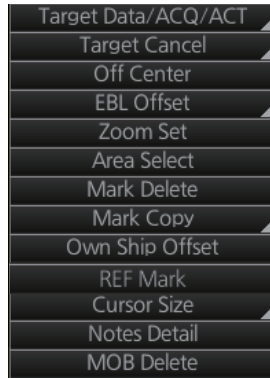 Target Data/ACQ/ACT
Target Cancel
Off Center
EBL Offset
Zoom Set
Area Select
Mark Delete
Mark Copy
Own Ship Offset
REF Mark
Cursor Size
Notes Detail
MOB Delete